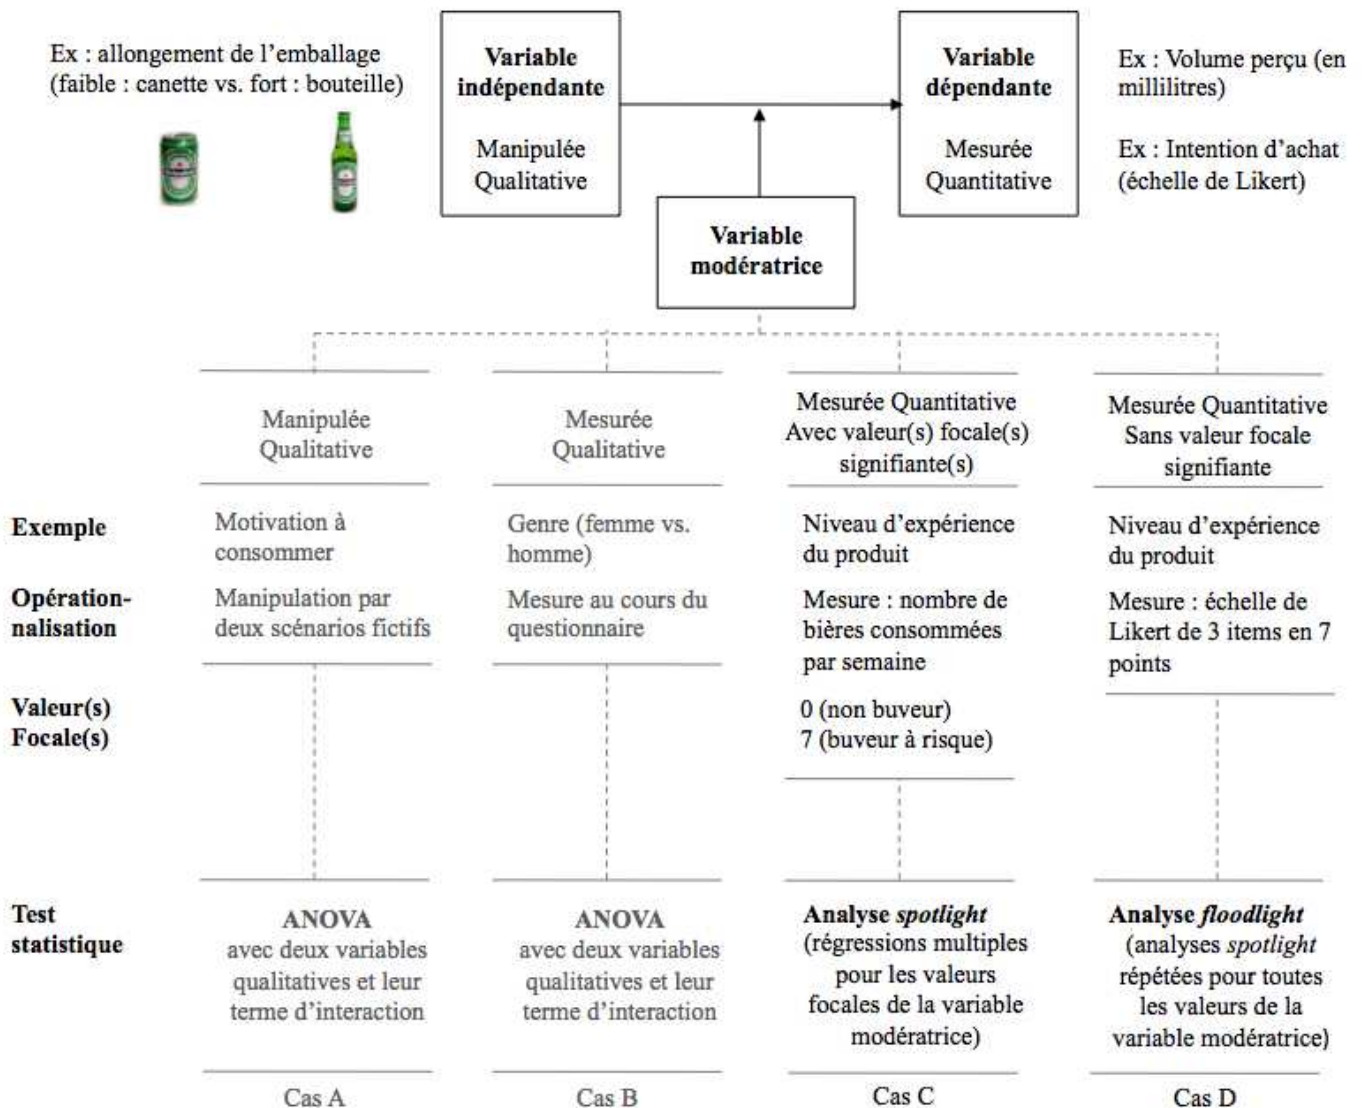 Ex : allongement de l'emballage
(faible : canette vs. fort : bouteille)
Variable
indépendante
Manipulée
Qualitative
Variable
dépendante
Mesurée
Quantitative
Ex : Volume perçu (en
millilitres)
Ex : Intention d'achat
(échelle de Likert)
Variable
modératrice
Manipulée
Qualitative
Mesurée
Qualitative
Mesurée Quantitative
Avec valeur(s) focale(s)
signifiante(s)
Mesurée Quantitative
Sans valeur focale
signifiante
Exemple
Motivation à
consommer
Genre (femme vs.
homme)
Niveau d'expérience
du produit
Niveau d'expérience
du produit
Opération-
nalisation
Manipulation par
deux scénarios fictifs
Mesure au cours du
questionnaire
Mesure : nombre de
bières consommées
par semaine
Mesure : échelle de
Likert de 3 items en 7
points
Valeur(s)
Focale(s)
0 (non buveur)
7 (buveur à risque)
Test
statistique
ANOVA
avec deux variables
qualitatives et leur
terme d'interaction
ANOVA
avec deux variables
qualitatives et leur
terme d'interaction
Analyse spotlight
(régressions multiples
pour les valeurs
focales de la variable
modératrice)
Analyse floodlight
(analyses spotlight
répétées pour toutes
les valeurs de la
variable modératrice)
Cas A
Cas B
Cas C
Cas D